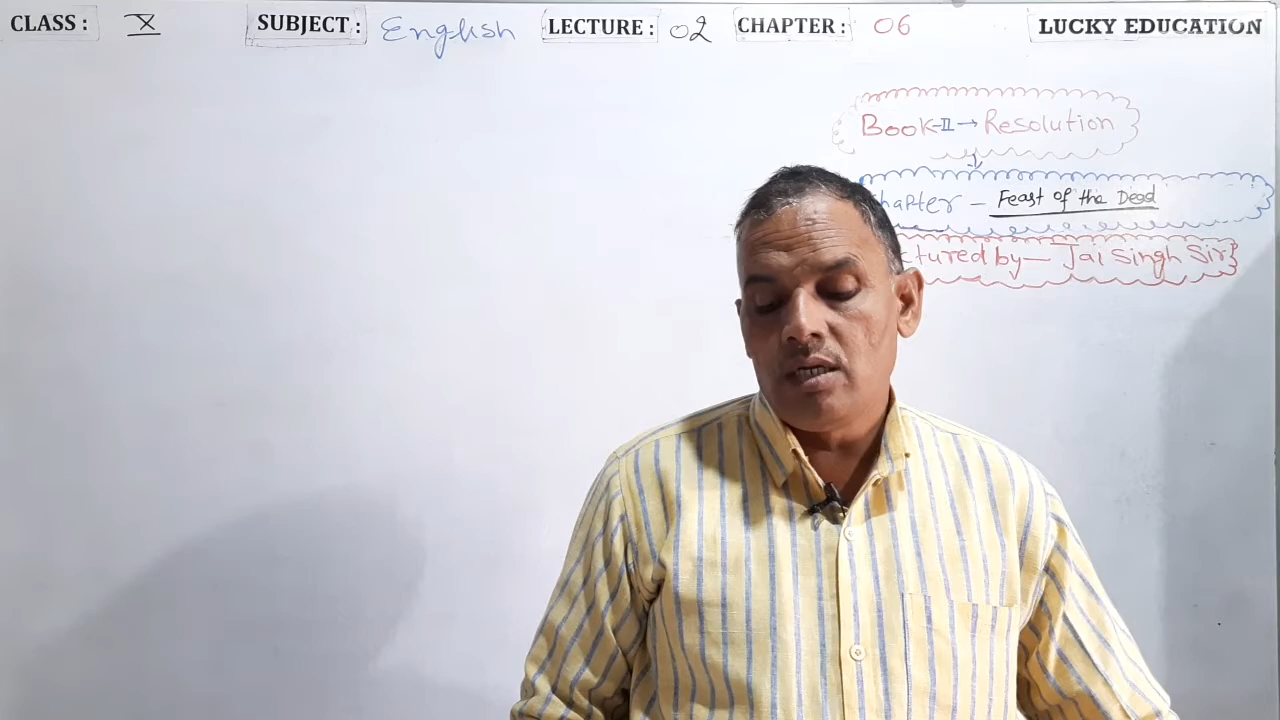 CLASS : X SUBJECT : English LECTURE : 02 CHAPTER : 06 LUCKY EDUCATION
Book-II → Resolution
hapter - Feast of the Dead
ctured by - Jai Singh Sir